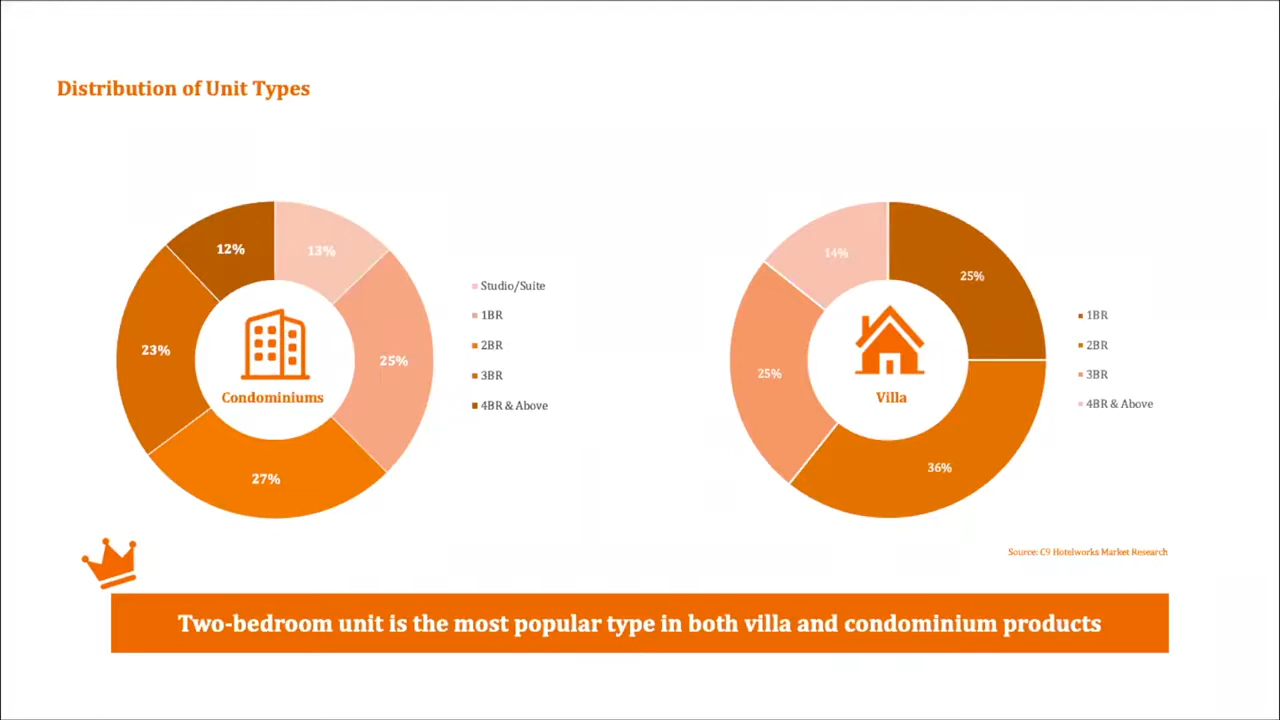 Distribution of Unit Types
12%
13%
23%
25%
27%
Condominiums
Studio/Suite
1BR
2BR
3BR
4BR & Above
14%
25%
25%
36%
Villa
1BR
2BR
3BR
4BR & Above
Source: C9 Hotelworks Market Research
Two-bedroom unit is the most popular type in both villa and condominium products